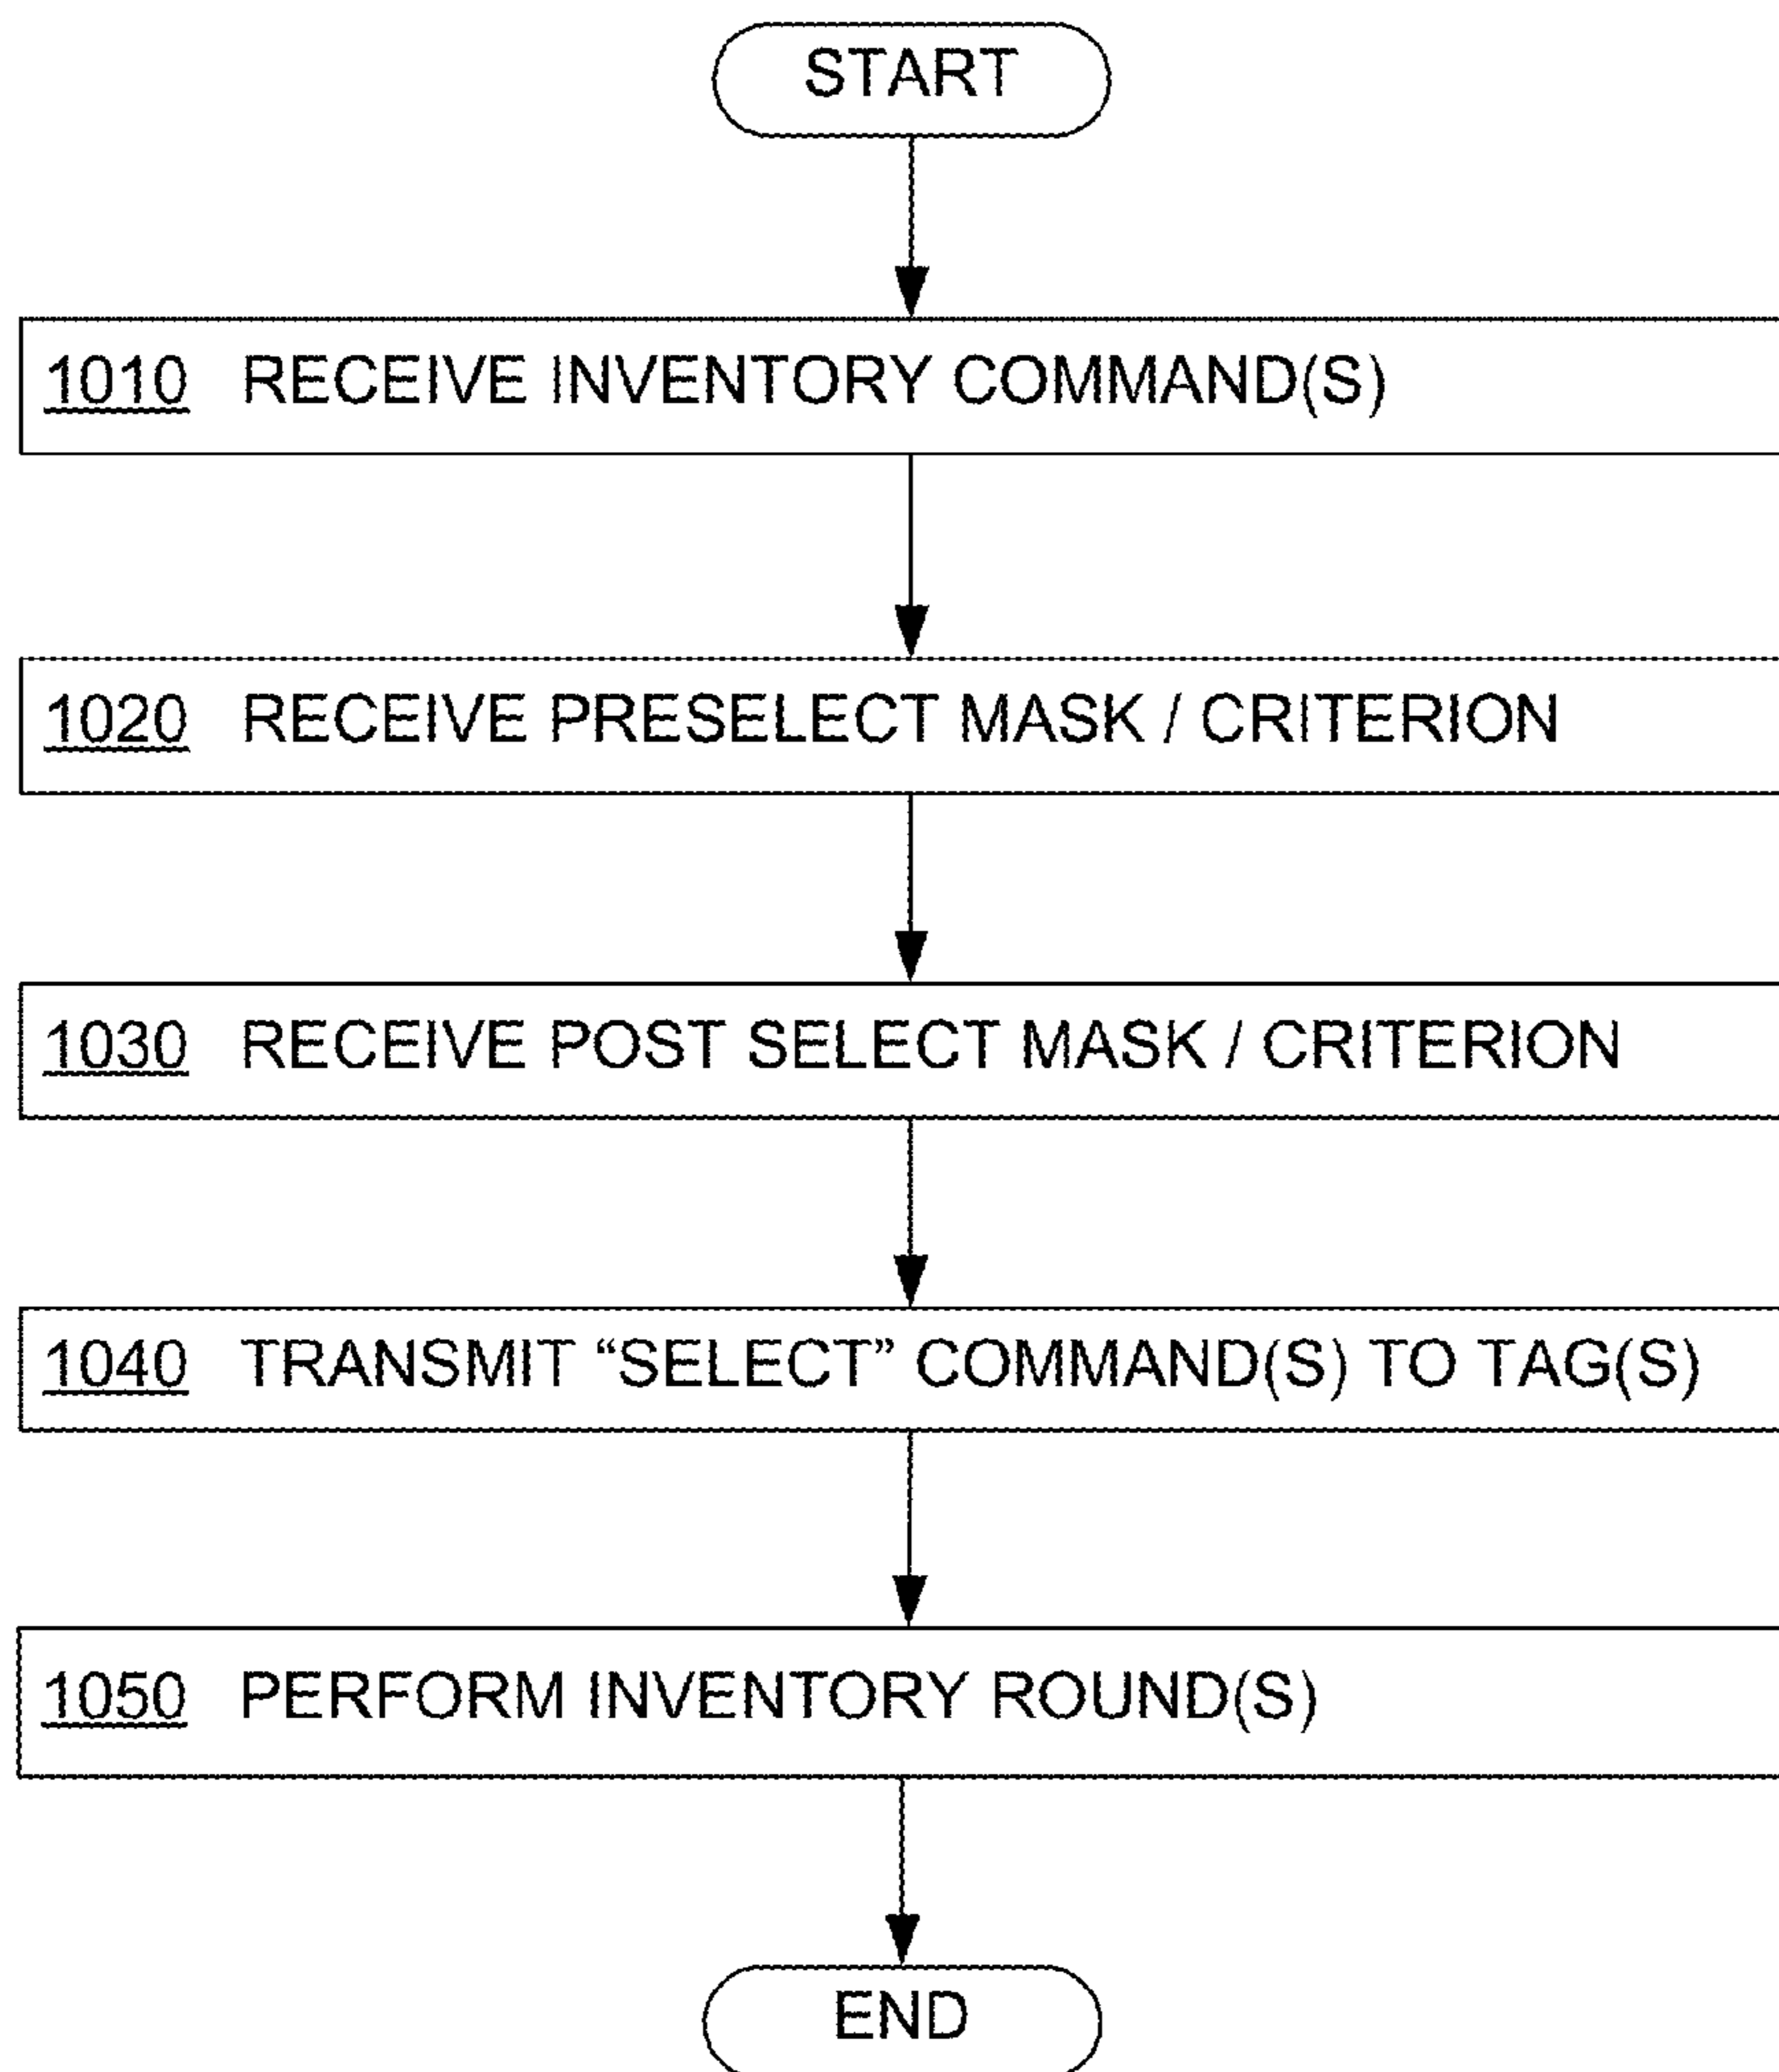 START
1010 RECEIVE INVENTORY COMMAND(S)
1020 RECEIVE PRESELECT MASK / CRITERION
1030 RECEIVE POST SELECT MASK / CRITERION
1040 TRANSMIT “SELECT” COMMAND(S) TO TAG(S)
1050 PERFORM INVENTORY ROUND(S)
END